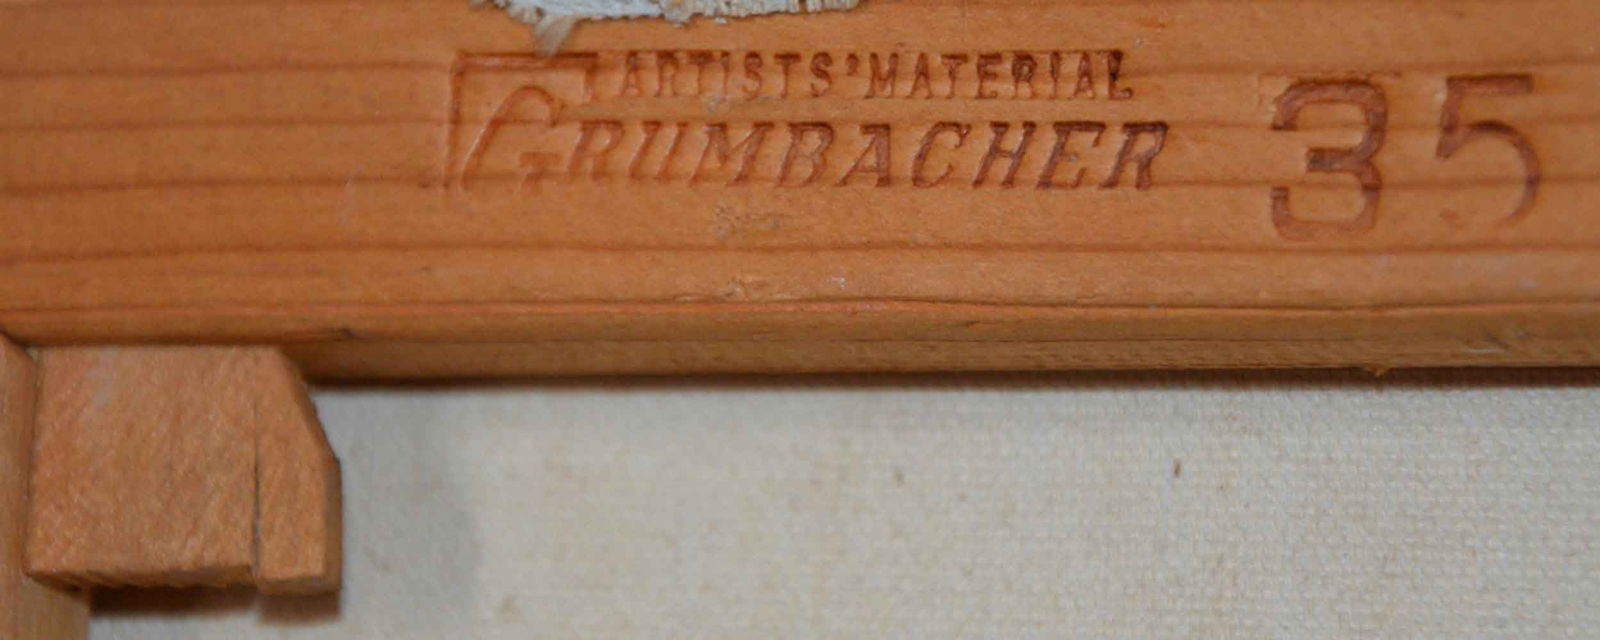 ARTISTS' MATERIAL
GRUMBACHER 35